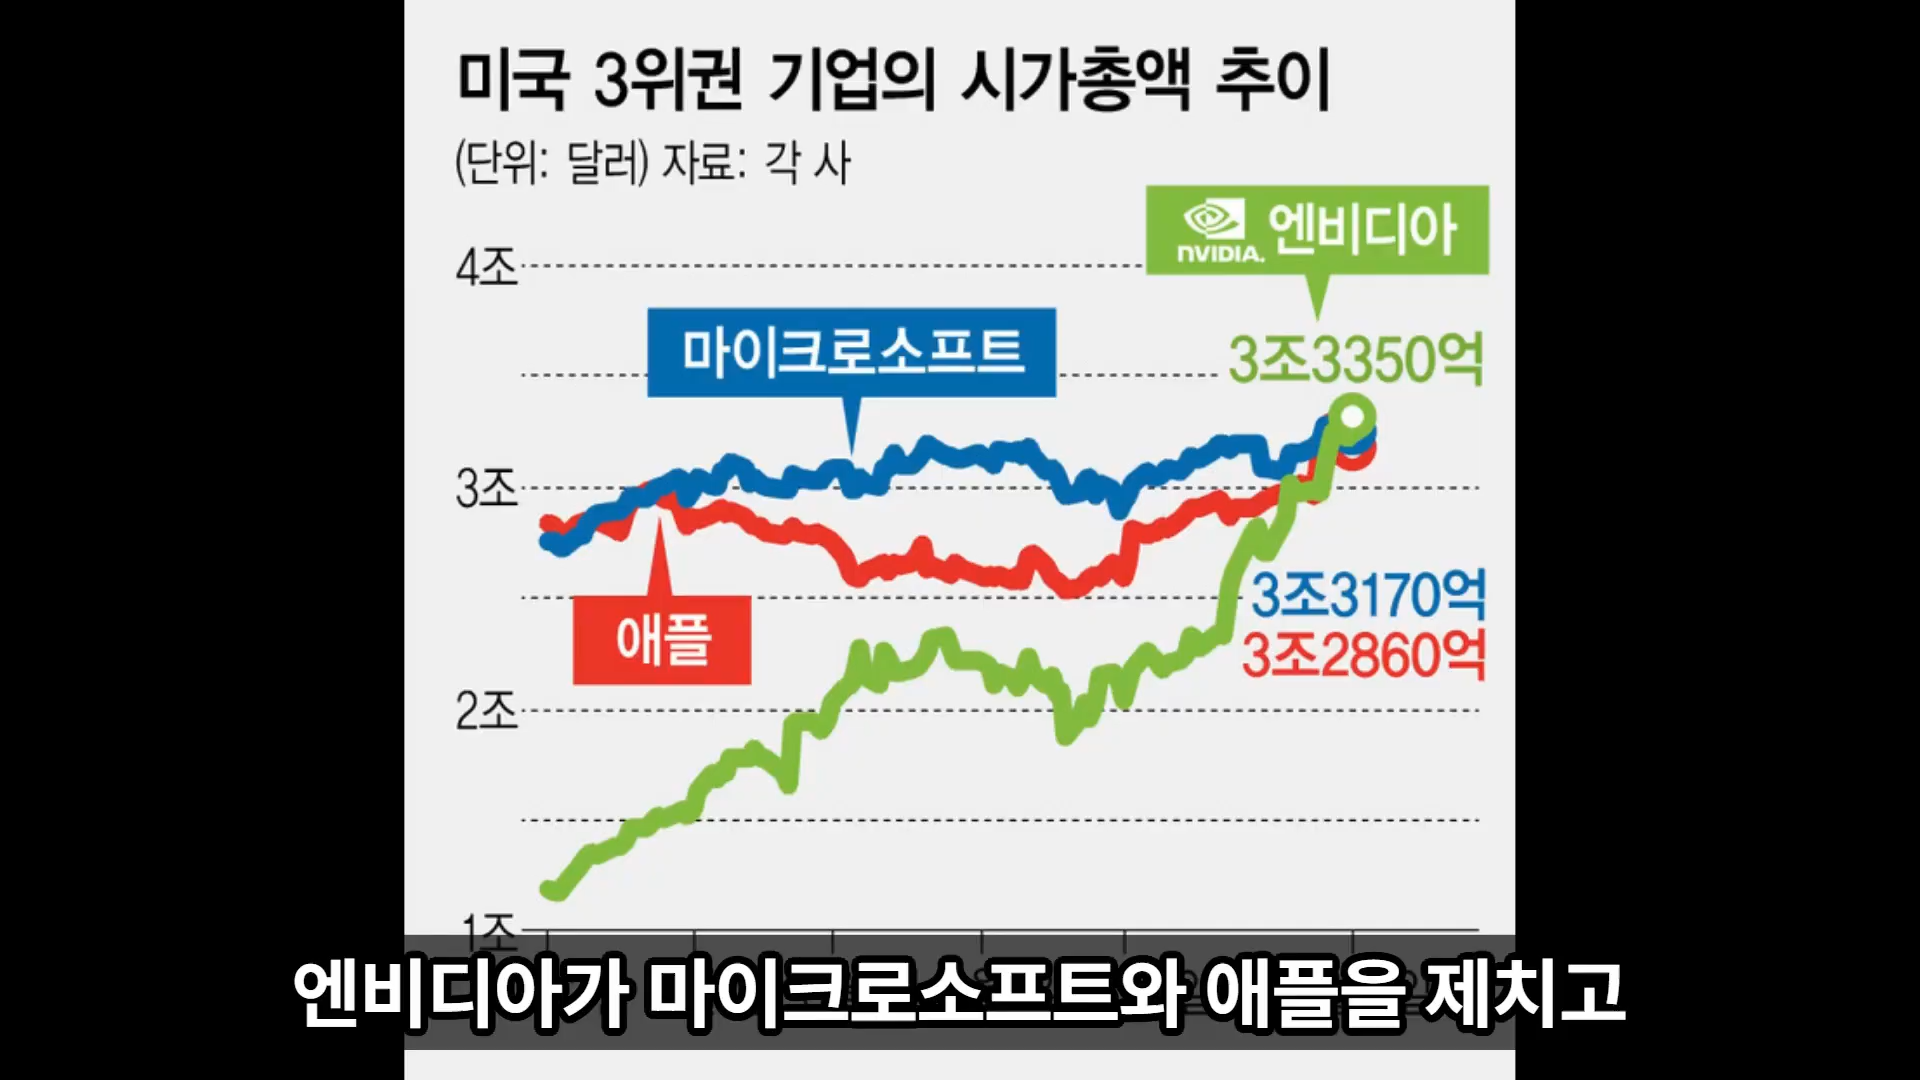 미국 3위권 기업의 시가총액 추이
(단위: 달러) 자료: 각 사
NVIDIA. 엔비디아
4조
마이크로소프트
3조3350억
3조
3조3170억
애플
3조2860억
2조
1조
엔비디아가 마이크로소프트와 애플을 제치고